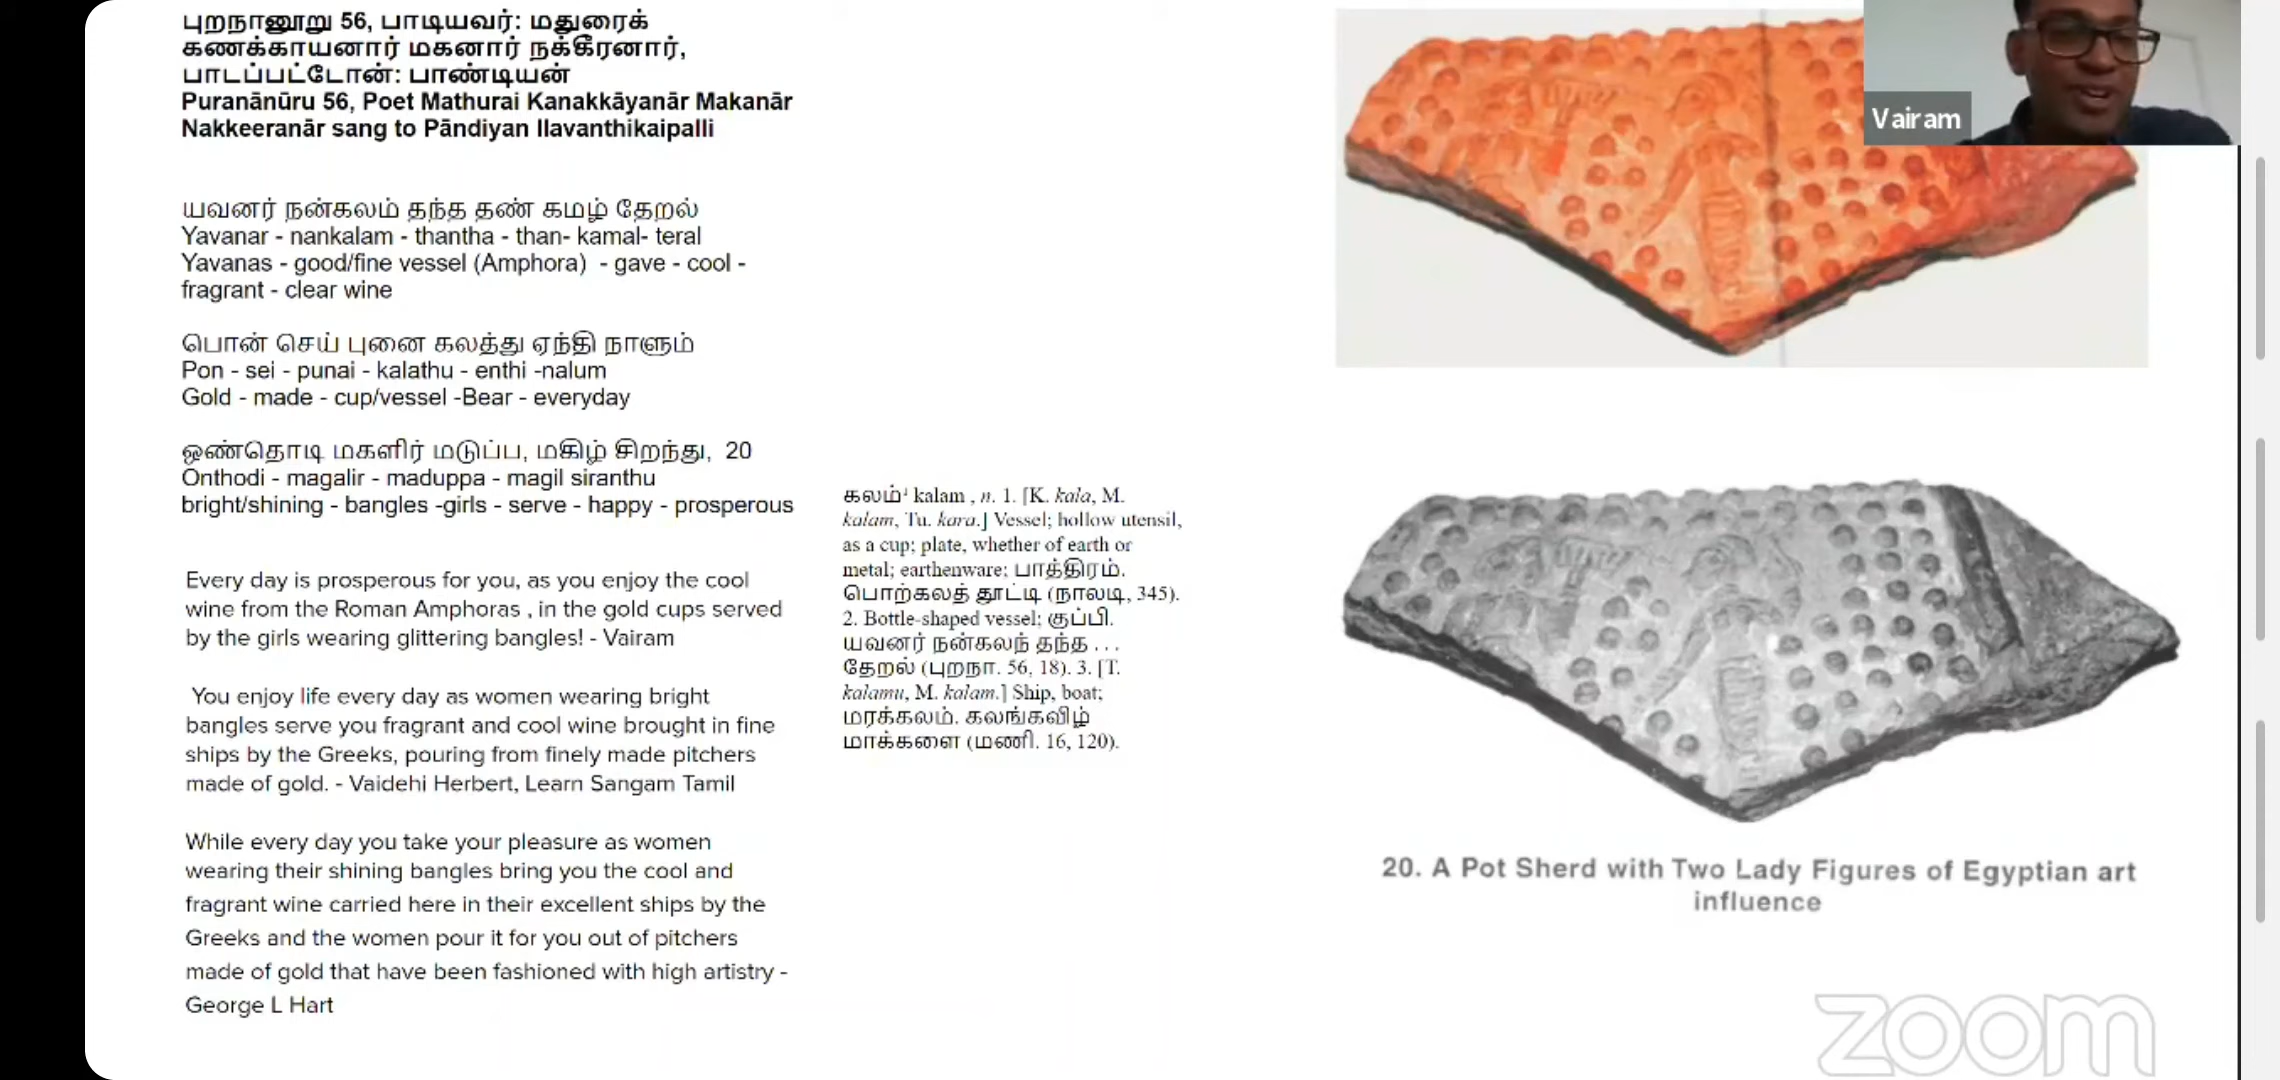 புறநானூறு 56, பாடியவர்: மதுரைக்
கணக்காயனார் மகனார் நக்கீரனார்,
பாடப்பட்டோன்: பாண்டியன்
Puranānūru 56, Poet Mathurai Kanakkāyanār Makanār
Nakkeeranār sang to Pāndiyan Ilavanthikaipalli
யவனர் நன்கலம் தந்த தண் கமழ் தேறல்
Yavanar - nankalam - thantha - than- kamal- teral
Yavanas - good/fine vessel (Amphora)  - gave - cool -
fragrant - clear wine
பொன் செய் புனை கலத்து ஏந்தி நாளும்
Pon - sei - punai - kalathu - enthi -nalum
Gold - made - cup/vessel -Bear - everyday
ஒண்தொடி மகளிர் மடுப்ப, மகிழ் சிறந்து,  20
Onthodi - magalir - maduppa - magil siranthu
bright/shining - bangles -girls - serve - happy - prosperous
Every day is prosperous for you, as you enjoy the cool
wine from the Roman Amphoras , in the gold cups served
by the girls wearing glittering bangles! - Vairam
You enjoy life every day as women wearing bright
bangles serve you fragrant and cool wine brought in fine
ships by the Greeks, pouring from finely made pitchers
made of gold. - Vaidehi Herbert, Learn Sangam Tamil
While every day you take your pleasure as women
wearing their shining bangles bring you the cool and
fragrant wine carried here in their excellent ships by the
Greeks and the women pour it for you out of pitchers
made of gold that have been fashioned with high artistry -
George L Hart
கலம்¹ kalam , n. 1. [K. kala, M.
kalam, Tu. kara.] Vessel; hollow utensil,
as a cup; plate, whether of earth or
metal; earthenware; பாத்திரம்.
பொற்கலத் தூட்டி (நாலடி, 345).
2. Bottle-shaped vessel; குப்பி.
யவனர் நன்கலந் தந்த ...
தேறல் (புறநா. 56, 18). 3. [T.
kalamu, M. kalam.] Ship, boat;
மரக்கலம். கலங்கவிழ்
மாக்களை (மணி. 16, 120).
Vairam
20. A Pot Sherd with Two Lady Figures of Egyptian art
influence
zoom